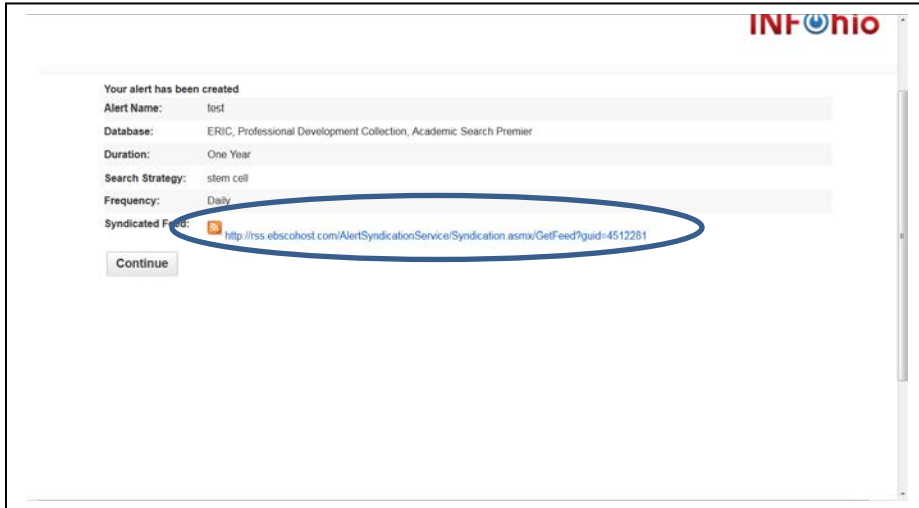 INFOhio
Your alert has been created
Alert Name: test
Database: ERIC, Professional Development Collection, Academic Search Premier
Duration: One Year
Search Strategy: stem cell
Frequency: Daily
Syndicated Feed: http://rss.ebscohost.com/AlertSyndicationService/Syndication.asmx/GetFeed?guid=4512281
Continue